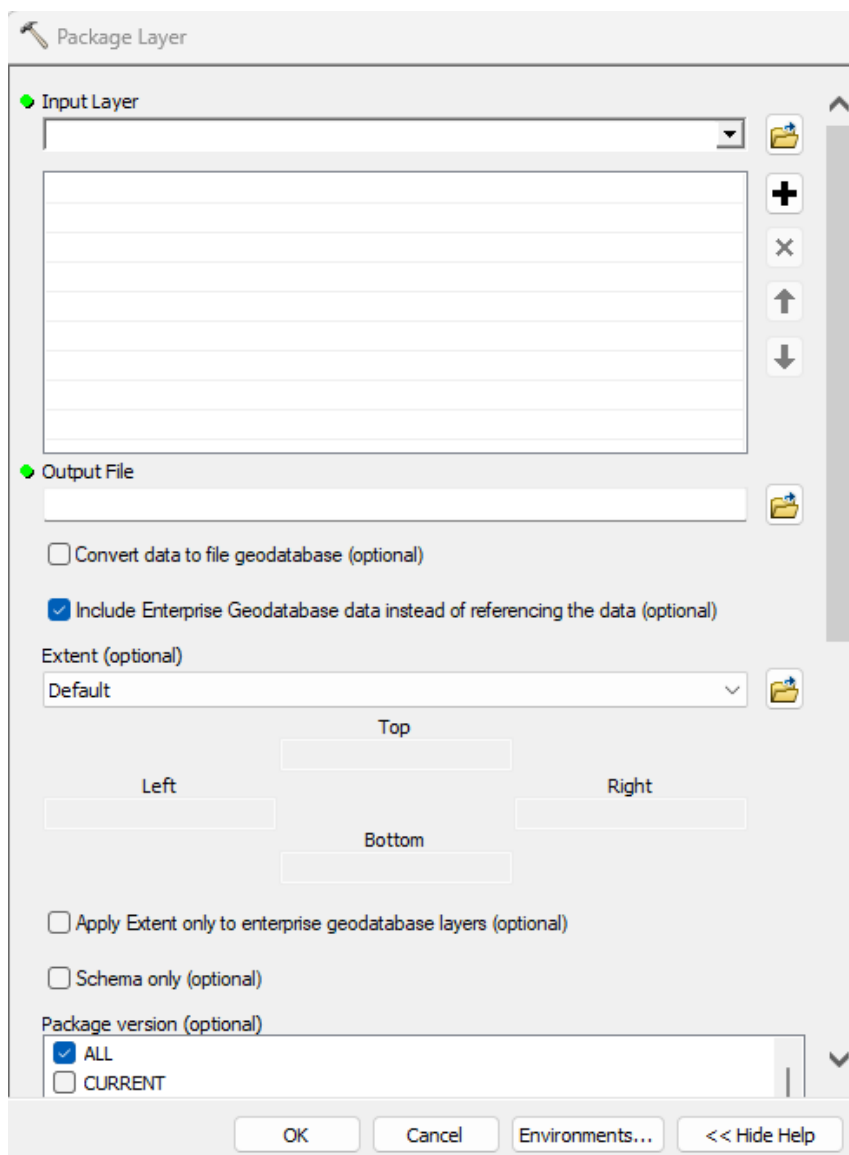 Package Layer
Input Layer
Output File
Convert data to file geodatabase (optional)
Include Enterprise Geodatabase data instead of referencing the data (optional)
Extent (optional)
Default
Top
Left Right
Bottom
Apply Extent only to enterprise geodatabase layers (optional)
Schema only (optional)
Package version (optional)
ALL
CURRENT
OK Cancel Environments... << Hide Help